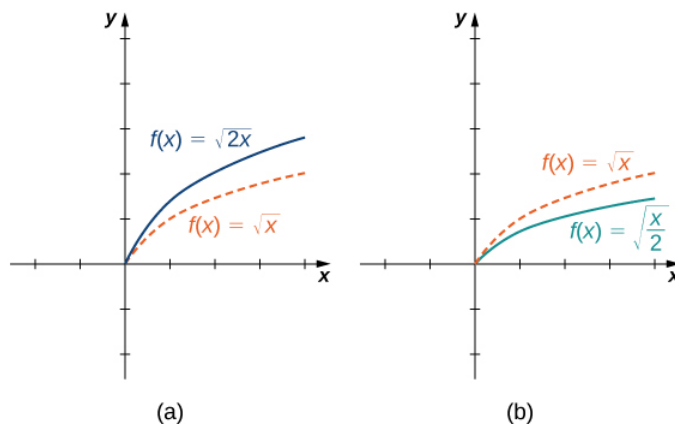 y
f(x) = √2x
f(x) = √x
x
(a)
y
f(x) = √x
f(x) = √x/2
x
(b)